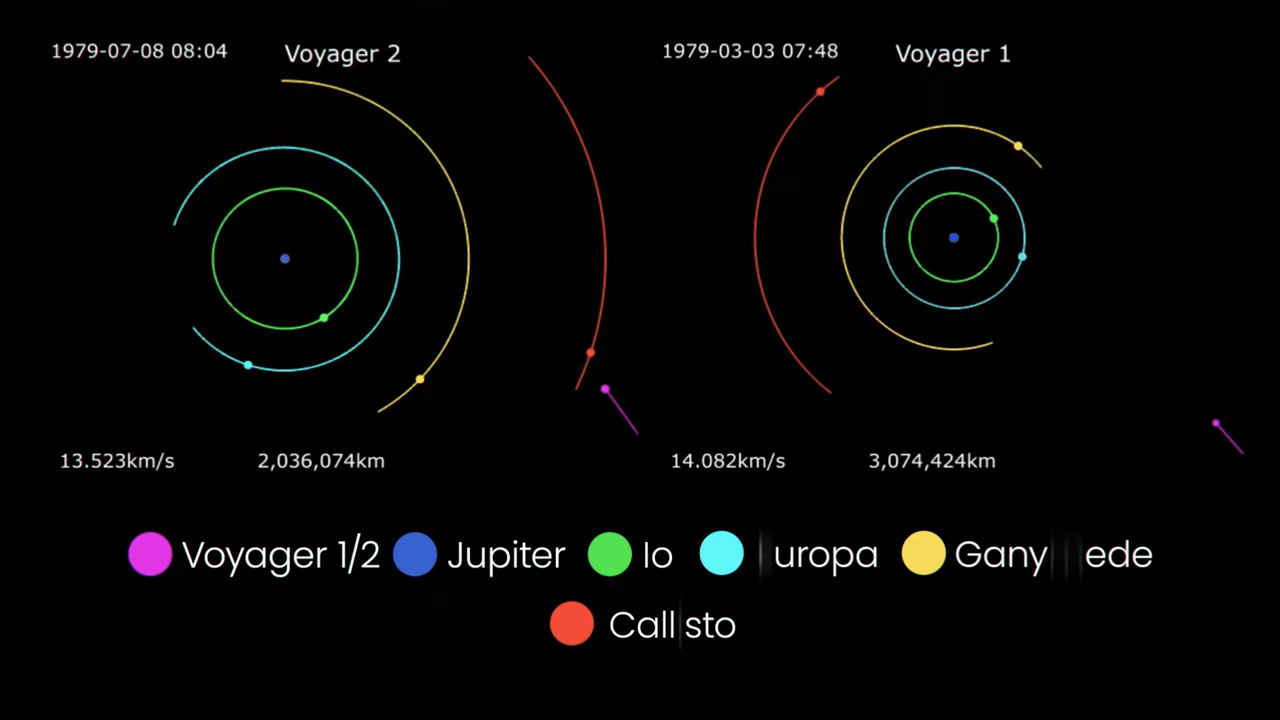 1979-07-08 08:04 Voyager 2 1979-03-03 07:48 Voyager 1
13.523km/s 2,036,074km 14.082km/s 3,074,424km
Voyager 1/2 Jupiter Io uropa Gany ede
Call sto